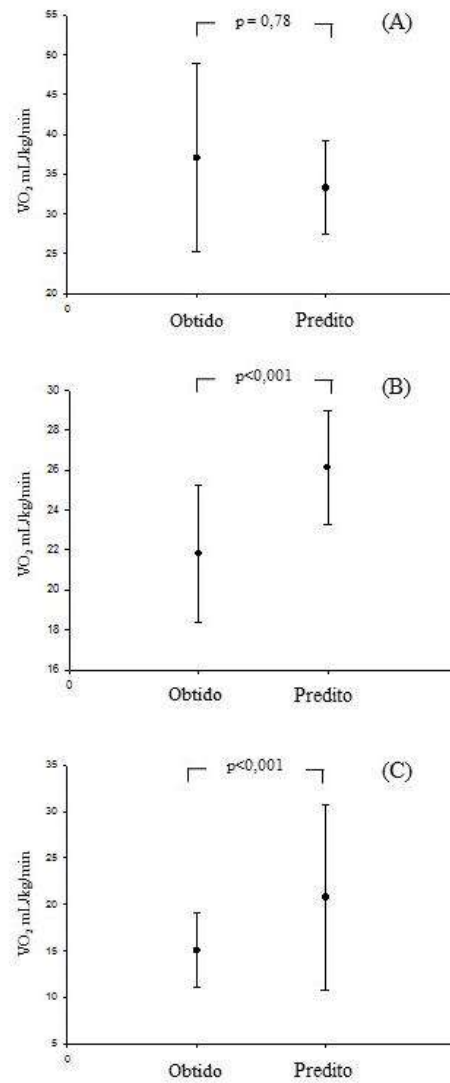 p = 0,78
(A)
55
50
45
40
35
30
25
20
0
VO₂ mL/kg/min
Obtido
Predito
p<0,001
(B)
30
28
26
24
22
20
18
16
0
VO₂ mL/kg/min
Obtido
Predito
p<0,001
(C)
35
30
25
20
15
10
5
0
VO₂ mL/kg/min
Obtido
Predito